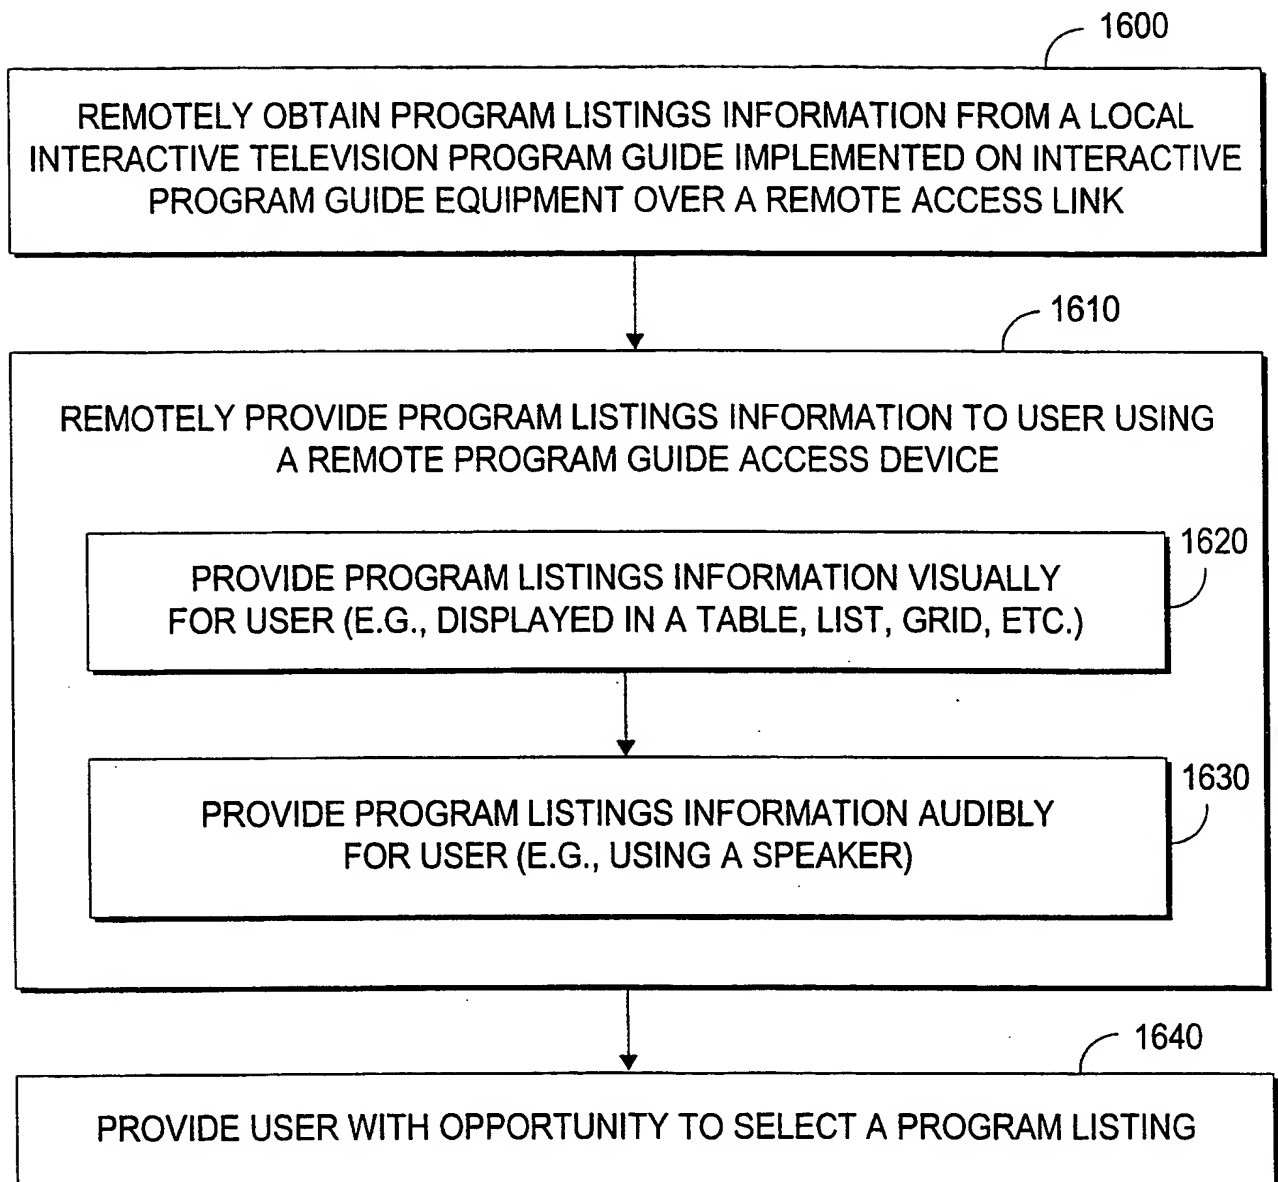 1600
REMOTELY OBTAIN PROGRAM LISTINGS INFORMATION FROM A LOCAL
INTERACTIVE TELEVISION PROGRAM GUIDE IMPLEMENTED ON INTERACTIVE
PROGRAM GUIDE EQUIPMENT OVER A REMOTE ACCESS LINK
1610
REMOTELY PROVIDE PROGRAM LISTINGS INFORMATION TO USER USING
A REMOTE PROGRAM GUIDE ACCESS DEVICE
1620
PROVIDE PROGRAM LISTINGS INFORMATION VISUALLY
FOR USER (E.G., DISPLAYED IN A TABLE, LIST, GRID, ETC.)
1630
PROVIDE PROGRAM LISTINGS INFORMATION AUDIBLY
FOR USER (E.G., USING A SPEAKER)
1640
PROVIDE USER WITH OPPORTUNITY TO SELECT A PROGRAM LISTING